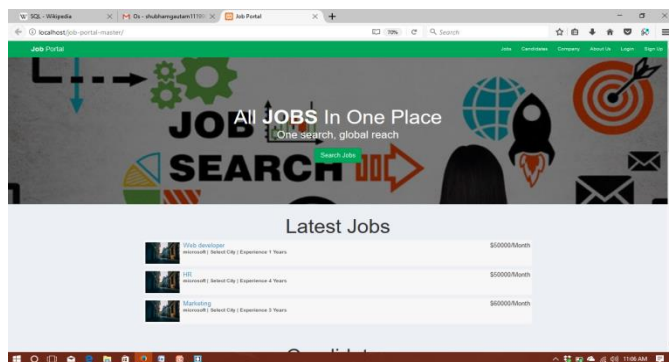 SQL - Wikipedia
Job Portal
localhost/job-portal-master/
70%
Search
Job Portal
Jobs Candidates Company About Us Login Sign Up
JOB
SEARCH
All JOBS In One Place
One search, global reach
Search Jobs
Latest Jobs
Web developer
$50000/Month
microsoft | Select City | Experience 1 Years
HR
$50000/Month
microsoft | Select City | Experience 4 Years
Marketing
$60000/Month
microsoft | Select City | Experience 3 Years
11:06 AM